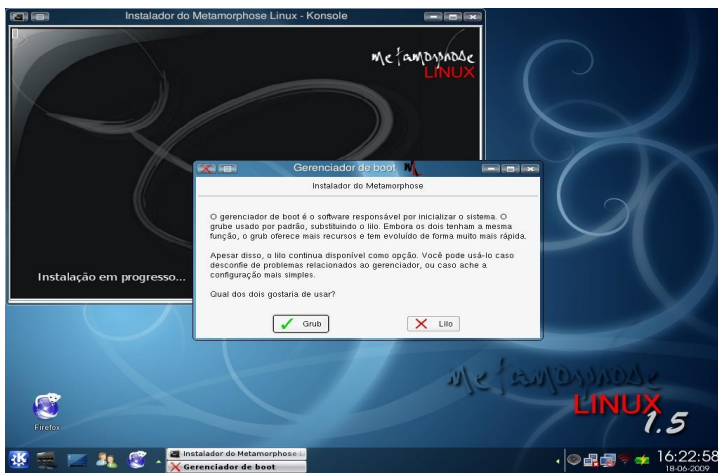 Instalador do Metamorphose Linux - Konsole
metamorphose
LINUX
Instalação em progresso...
Gerenciador de boot
Instalador do Metamorphose
O gerenciador de boot é o software responsável por inicializar o sistema. O
grube usado por padrão, substituindo o lilo. Embora os dois tenham a mesma
função, o grub oferece mais recursos e tem evoluído de forma muito mais rápida.
Apesar disso, o lilo continua disponível como opção. Você pode usá-lo caso
desconfie de problemas relacionados ao gerenciador, ou caso ache a
configuração mais simples.
Qual dos dois gostaria de usar?
Grub
Lilo
metamorphose
LINUX
1.5
Firefox
Instalador do Metamorphose L
Gerenciador de boot
16:22:58
18-06-2009